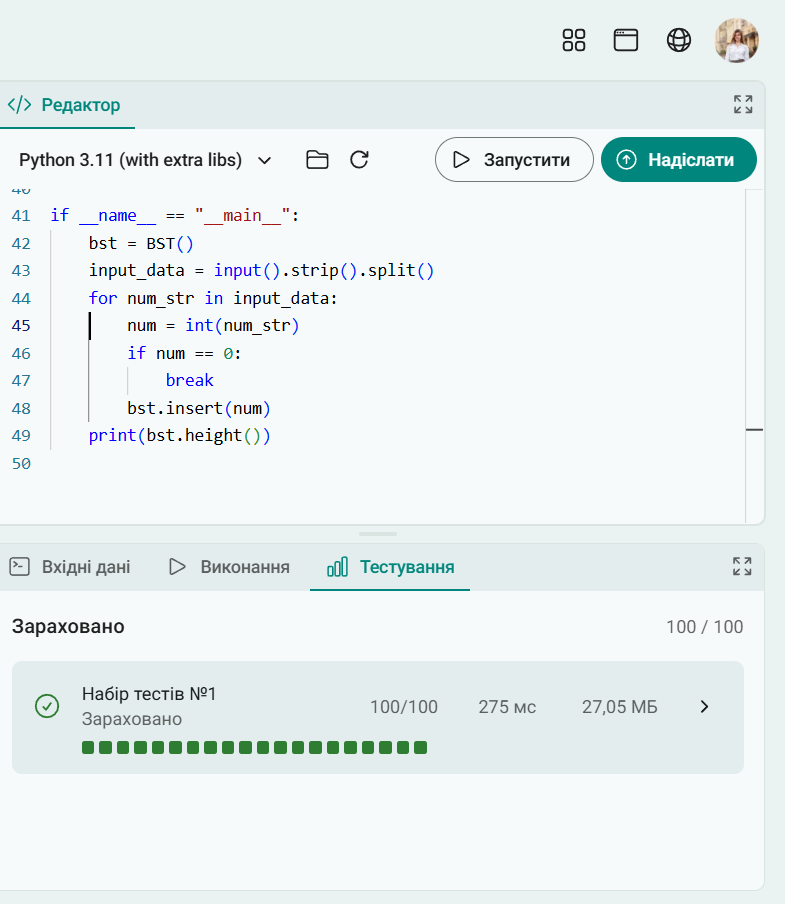 Редактор
Python 3.11 (with extra libs)
Запустити
Надіслати
40
41 if __name__ == "__main__":
42 bst = BST()
43 input_data = input().strip().split()
44 for num_str in input_data:
45 num = int(num_str)
46 if num == 0:
47 break
48 bst.insert(num)
49 print(bst.height())
50
Вхідні дані
Виконання
Тестування
Зараховано 100 / 100
Набір тестів №1
Зараховано
100/100 275 мс 27,05 МБ